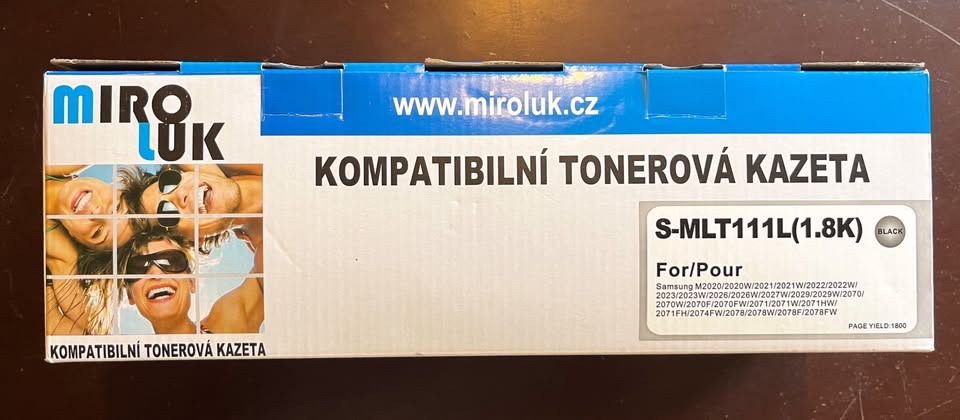 MIRO
LUK
www.miroluk.cz
KOMPATIBILNÍ TONEROVÁ KAZETA
S-MLT111L(1.8K)
BLACK
For/Pour
Samsung M2020/2020W/2021/2021W/2022/2022W/
2023/2023W/2026/2026W/2027W/2029/2029W/2070/
2070W/2070F/2070FW/2071/2071W/2071HW/
2071FH/2074FW/2078/2078W/2078F/2078FW
PAGE YIELD:1800
KOMPATIBILNÍ TONEROVÁ KAZETA